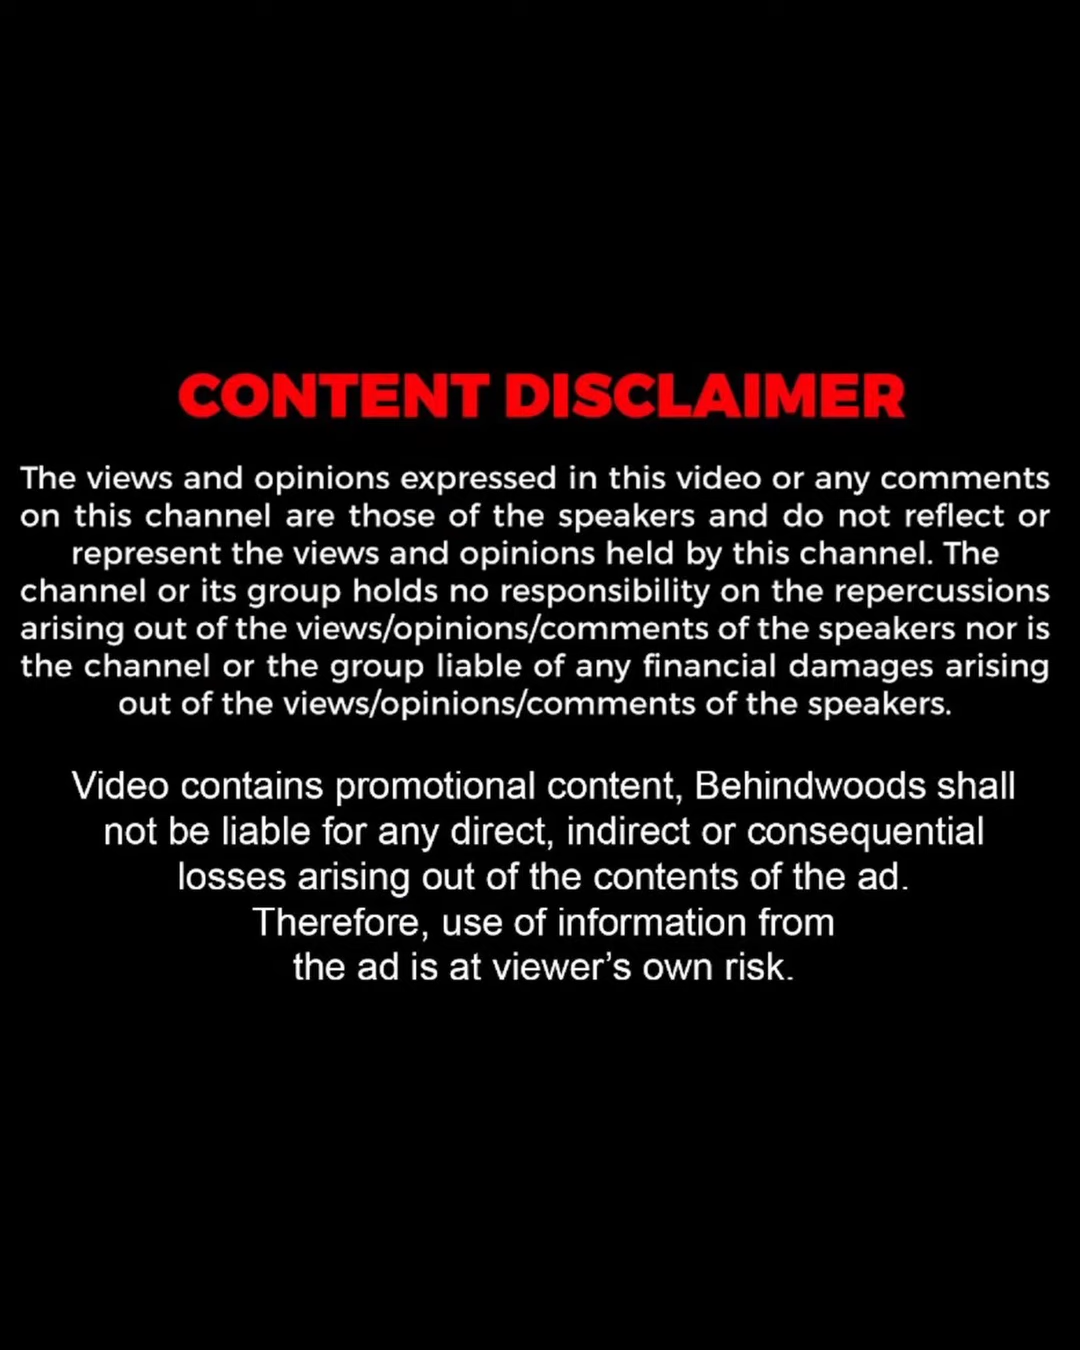 CONTENT DISCLAIMER
The views and opinions expressed in this video or any comments
on this channel are those of the speakers and do not reflect or
represent the views and opinions held by this channel. The
channel or its group holds no responsibility on the repercussions
arising out of the views/opinions/comments of the speakers nor is
the channel or the group liable of any financial damages arising
out of the views/opinions/comments of the speakers.
Video contains promotional content, Behindwoods shall
not be liable for any direct, indirect or consequential
losses arising out of the contents of the ad.
Therefore, use of information from
the ad is at viewer’s own risk.